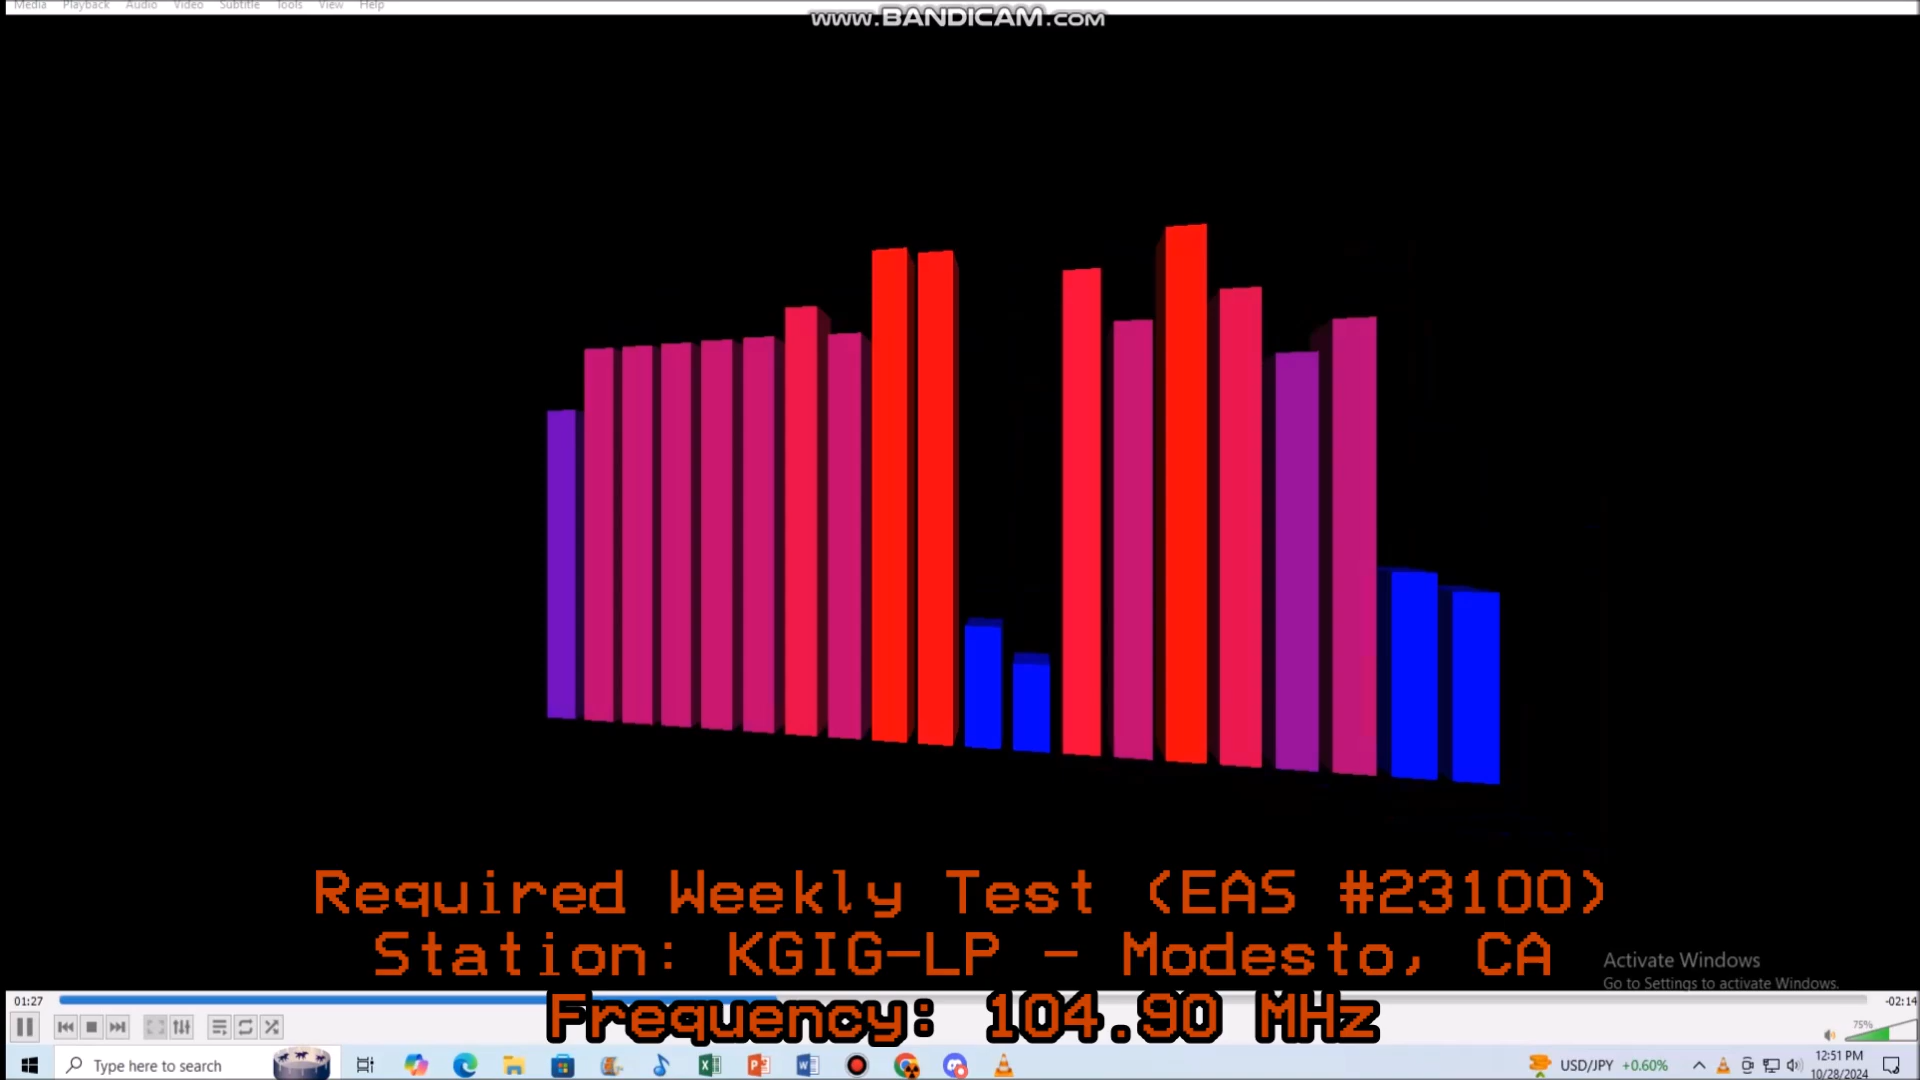 Media Playback Audio Video Subtitle Tools View Help
www.BANDICAM.com
Required Weekly Test (EAS #23100)
Station: KGIG-LP - Modesto, CA
Activate Windows
Go to Settings to activate Windows.
01:27
-02:14
Frequency: 104.90 MHz
75%
Type here to search
USD/JPY +0.60%
12:51 PM
10/28/2024